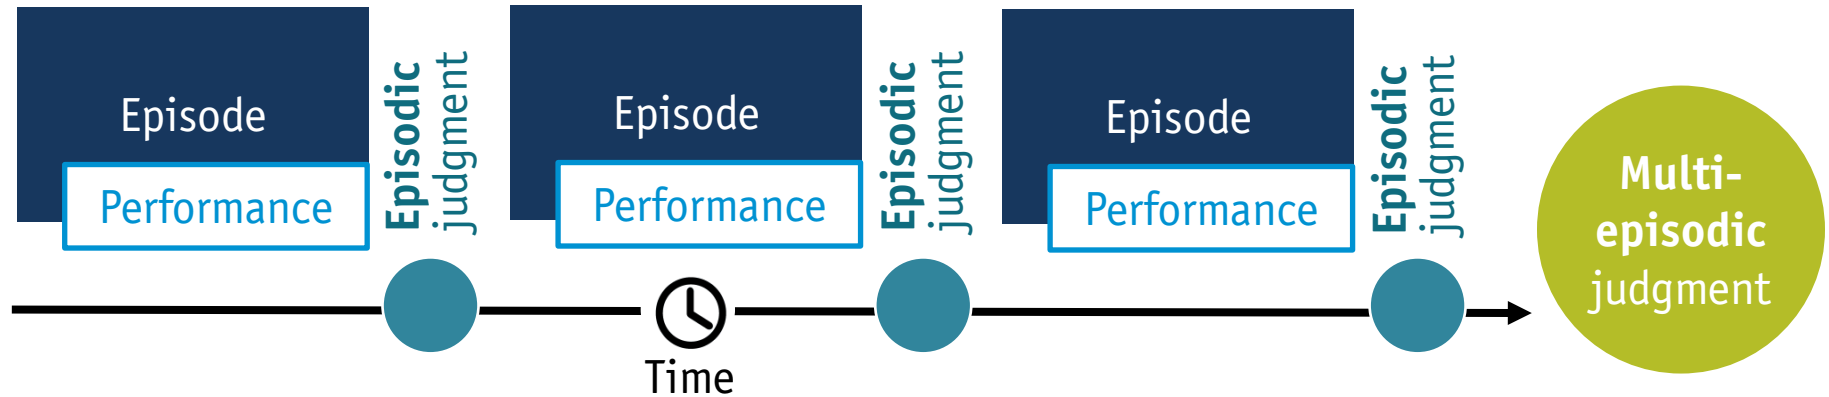 Episode
Performance
Episodic
judgment
Episode
Performance
Episodic
judgment
Episode
Performance
Episodic
judgment
Multi-
episodic
judgment
Time